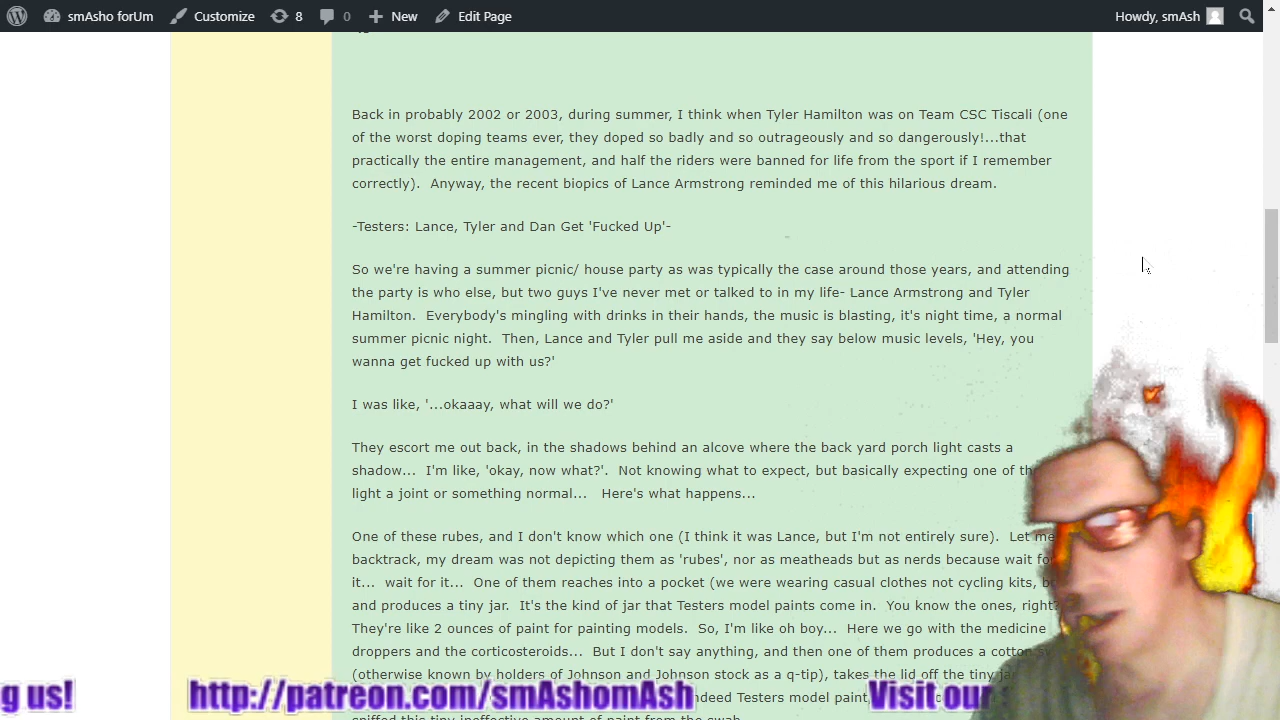 smAsho forUm Customize 8 0 New Edit Page Howdy, smAsh
Back in probably 2002 or 2003, during summer, I think when Tyler Hamilton was on Team CSC Tiscali (one
of the worst doping teams ever, they doped so badly and so outrageously and so dangerously!...that
practically the entire management, and half the riders were banned for life from the sport if I remember
correctly).  Anyway, the recent biopics of Lance Armstrong reminded me of this hilarious dream.
-Testers: Lance, Tyler and Dan Get 'Fucked Up'-
So we're having a summer picnic/ house party as was typically the case around those years, and attending
the party is who else, but two guys I've never met or talked to in my life- Lance Armstrong and Tyler
Hamilton.  Everybody's mingling with drinks in their hands, the music is blasting, it's night time, a normal
summer picnic night.  Then, Lance and Tyler pull me aside and they say below music levels, 'Hey, you
wanna get fucked up with us?'
I was like, '...okaaay, what will we do?'
They escort me out back, in the shadows behind an alcove where the back yard porch light casts a
shadow...  I'm like, 'okay, now what?'.  Not knowing what to expect, but basically expecting one of
light a joint or something normal...   Here's what happens...
One of these rubes, and I don't know which one (I think it was Lance, but I'm not entirely sure).  Let me
backtrack, my dream was not depicting them as 'rubes', nor as meatheads but as nerds because wait for
it...  wait for it...  One of them reaches into a pocket (we were wearing casual clothes not cycling kits,
and produces a tiny jar.  It's the kind of jar that Testers model paints come in.  You know the ones, right?
They're like 2 ounces of paint for painting models.  So, I'm like oh boy...  Here we go with the medicine
droppers and the corticosteroids...  But I don't say anything, and then one of them produces a cotton
(otherwise known by holders of Johnson and Johnson stock as a q-tip), takes the lid off the tiny
g us! http://patreon.com/smAshomAsh indeed Testers model paint, Visit our
sniffed this tiny ineffective amount of paint from the swab